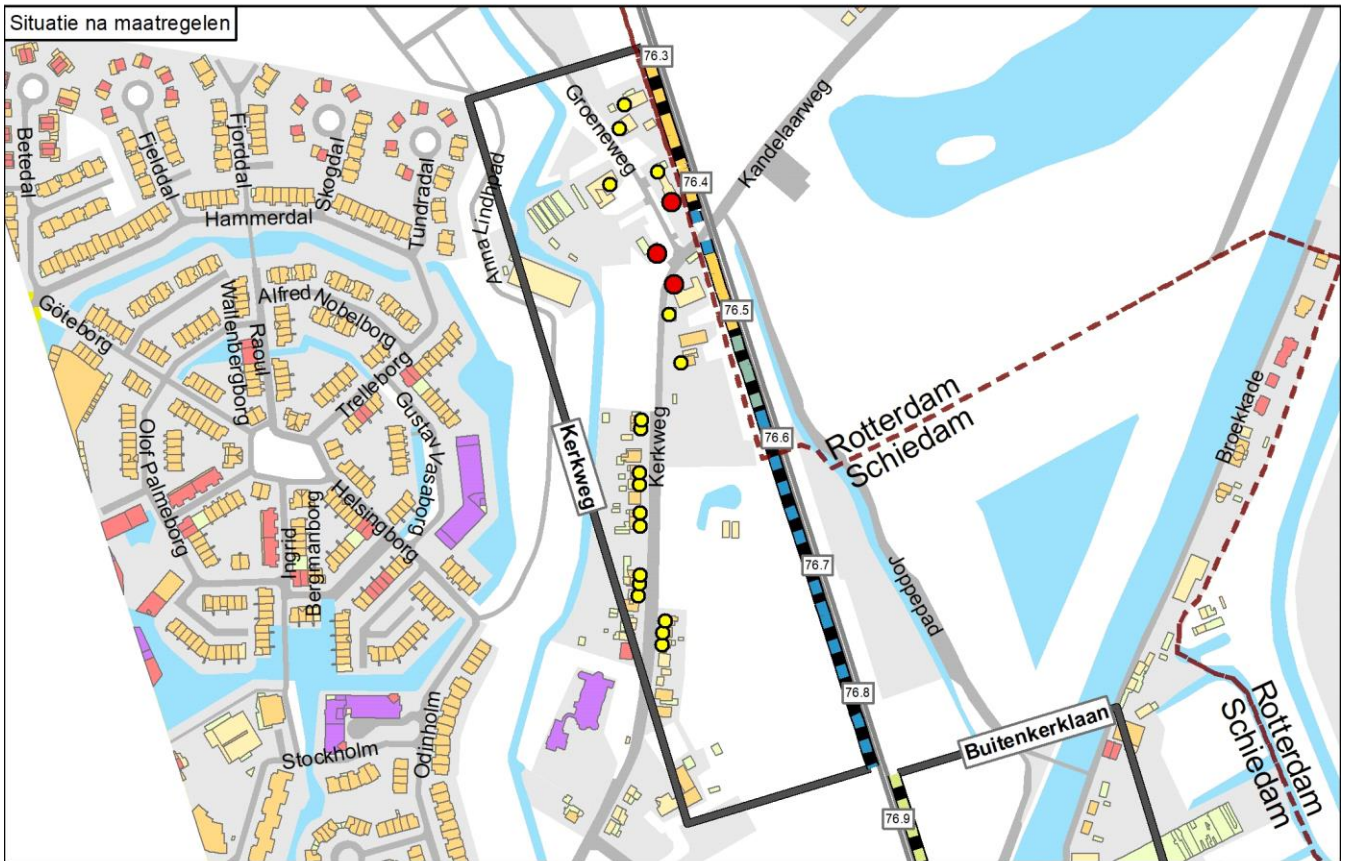 Situatie na maatregelen
76.3
Groeneweg
Kandelaarweg
Betedal
Fjelddal
Fjorddal
Skogdal
Tundradal
Hammerdal
Anna Lindhpad
76.4
Göteborg
Wallenbergborg
Raoul
Alfred Nobelborg
Trelleborg
Gustav Vasaborg
76.5
Rotterdam
Schiedam
Broekkade
Kerkweg
Kerkweg
76.6
Olof Palmeborg
Helsingborg
Ingrid
Bergmanborg
76.7
Joppepad
76.8
Buitenkerklaan
Rotterdam
Schiedam
Stockholm
Odinholm
76.9